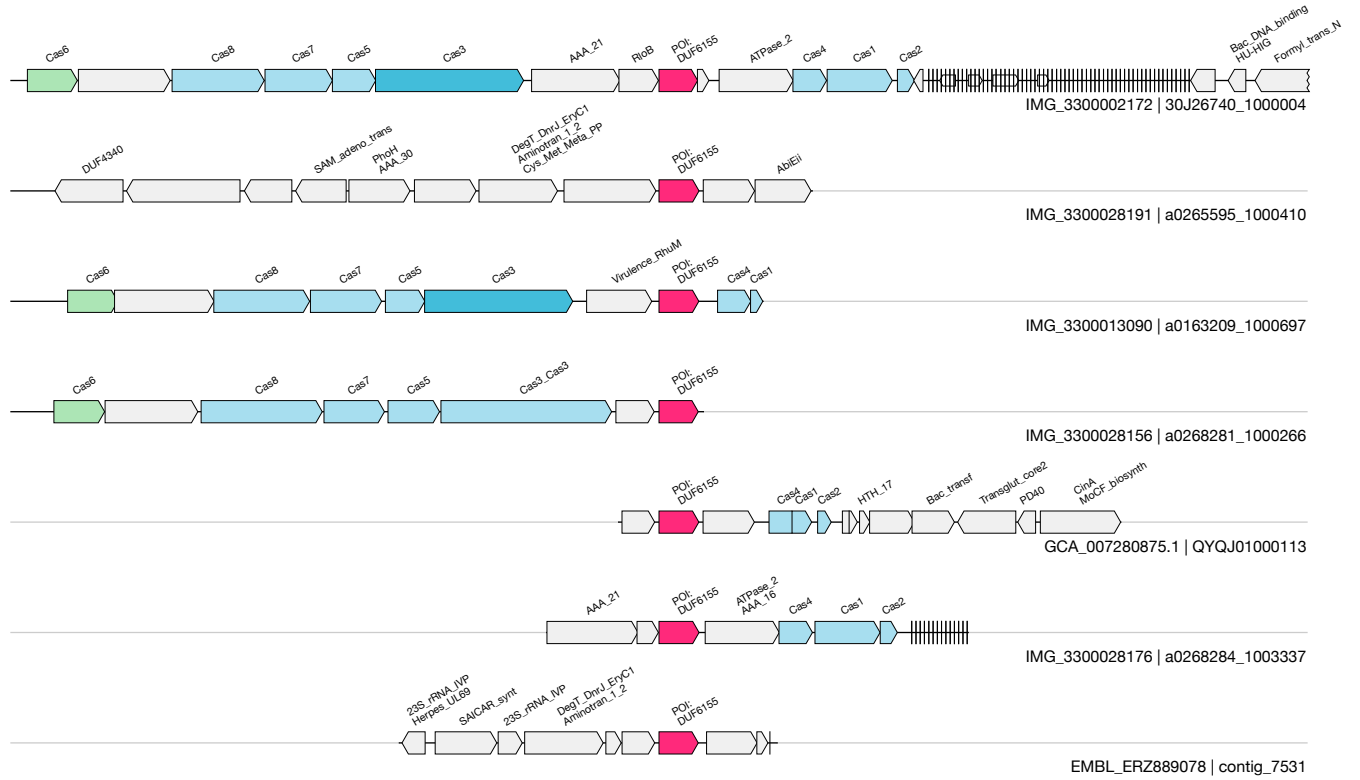 Cas6
Cas8
Cas7
Cas5
Cas3
AAA_21
RloB
POI:
DUF6155
ATPase_2
Cas4
Cas1
Cas2
Bac_DNA_binding
HU-HIG
Formyl_trans_N
IMG_3300002172 | 30J26740_1000004
DUF4340
SAM_adeno_trans
PhoH
AAA_30
DegT_DnrJ_EryC1
Aminotran_1_2
Cys_Met_Meta_PP
POI:
DUF6155
AbiEii
IMG_3300028191 | a0265595_1000410
Cas6
Cas8
Cas7
Cas5
Cas3
Virulence_RhuM
POI:
DUF6155
Cas4
Cas1
IMG_3300013090 | a0163209_1000697
Cas6
Cas8
Cas7
Cas5
Cas3_Cas3
POI:
DUF6155
IMG_3300028156 | a0268281_1000266
POI:
DUF6155
Cas4
Cas1
Cas2
HTH_17
Bac_transf
Transglut_core2
PD40
CinA
MoCF_biosynth
GCA_007280875.1 | QYQJ01000113
AAA_21
POI:
DUF6155
ATPase_2
AAA_16
Cas4
Cas1
Cas2
IMG_3300028176 | a0268284_1003337
23S_rRNA_IVP
Herpes_UL69
SAICAR_synt
23S_rRNA_IVP
DegT_DnrJ_EryC1
Aminotran_1_2
POI:
DUF6155
EMBL_ERZ889078 | contig_7531